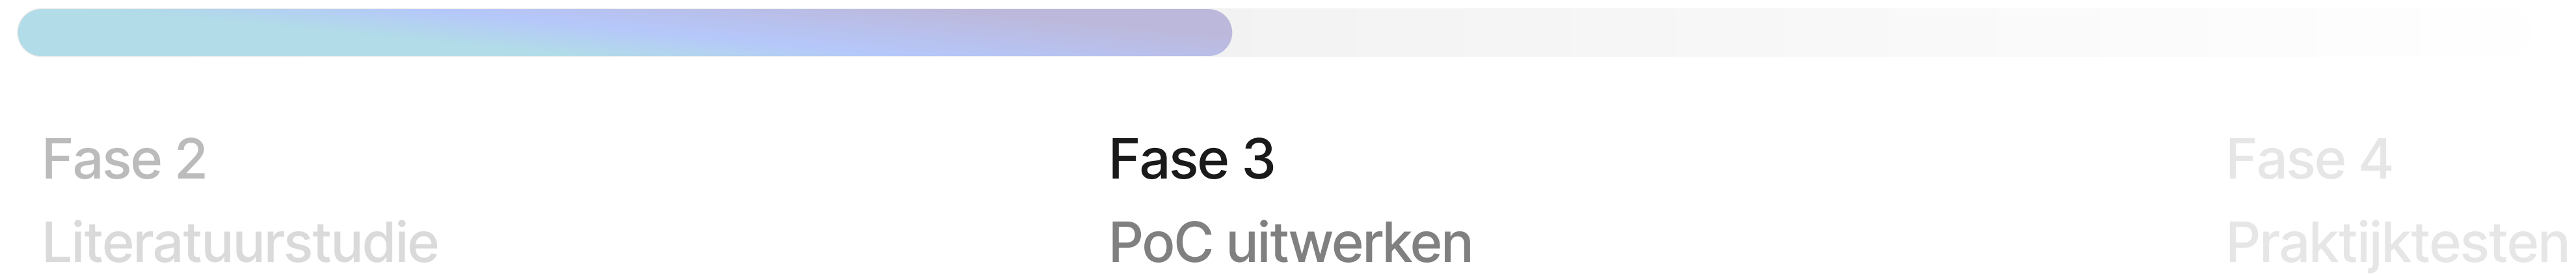 Fase 2
Literatuurstudie
Fase 3
PoC uitwerken
Fase 4
Praktijktesten